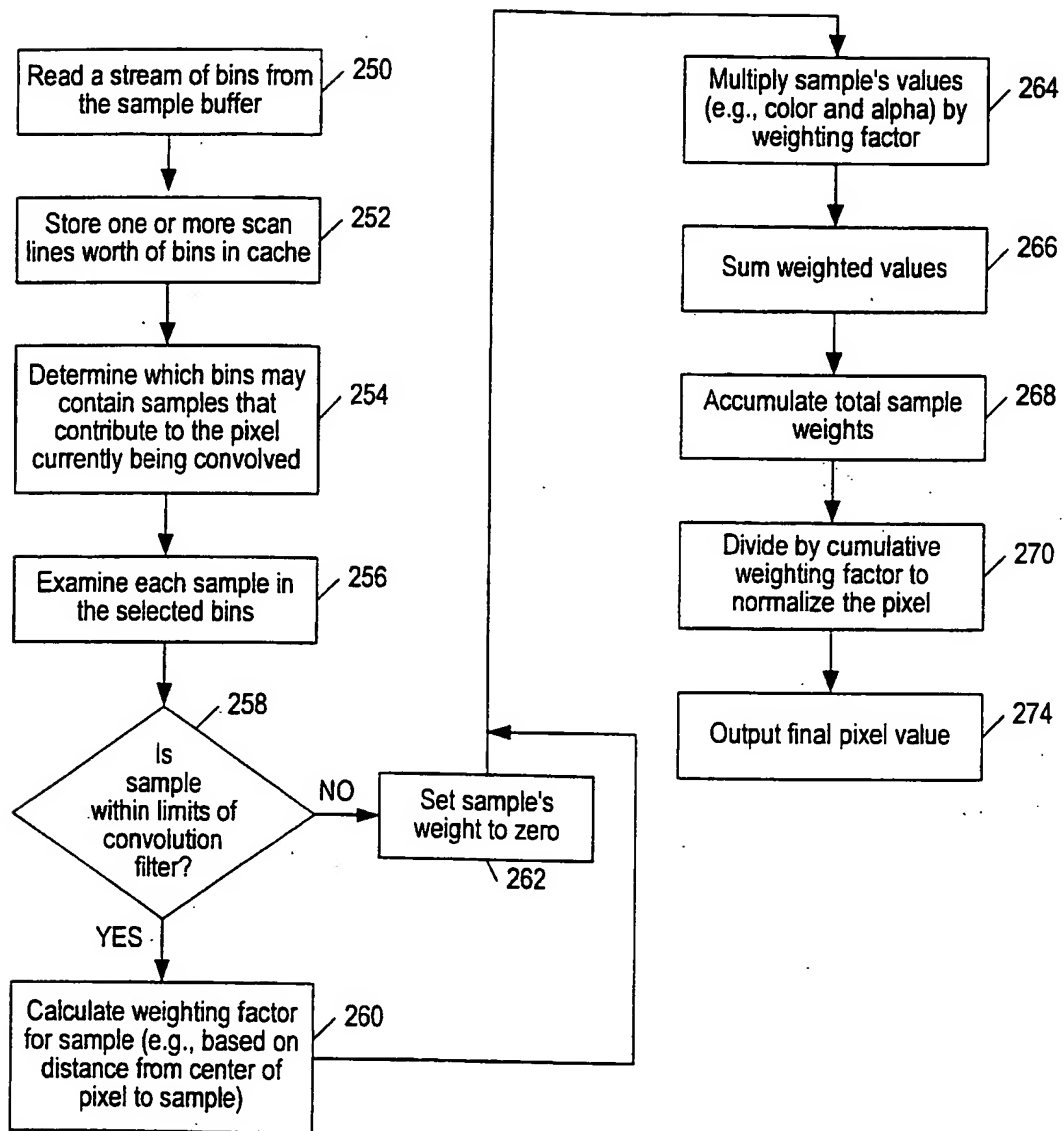 Read a stream of bins from
the sample buffer
250
Store one or more scan
lines worth of bins in cache
252
Determine which bins may
contain samples that
contribute to the pixel
currently being convolved
254
Examine each sample in
the selected bins
256
Is
sample
within limits of
convolution
filter?
258
NO
Set sample's
weight to zero
262
YES
Calculate weighting factor
for sample (e.g., based on
distance from center of
pixel to sample)
260
Multiply sample's values
(e.g., color and alpha) by
weighting factor
264
Sum weighted values
266
Accumulate total sample
weights
268
Divide by cumulative
weighting factor to
normalize the pixel
270
Output final pixel value
274